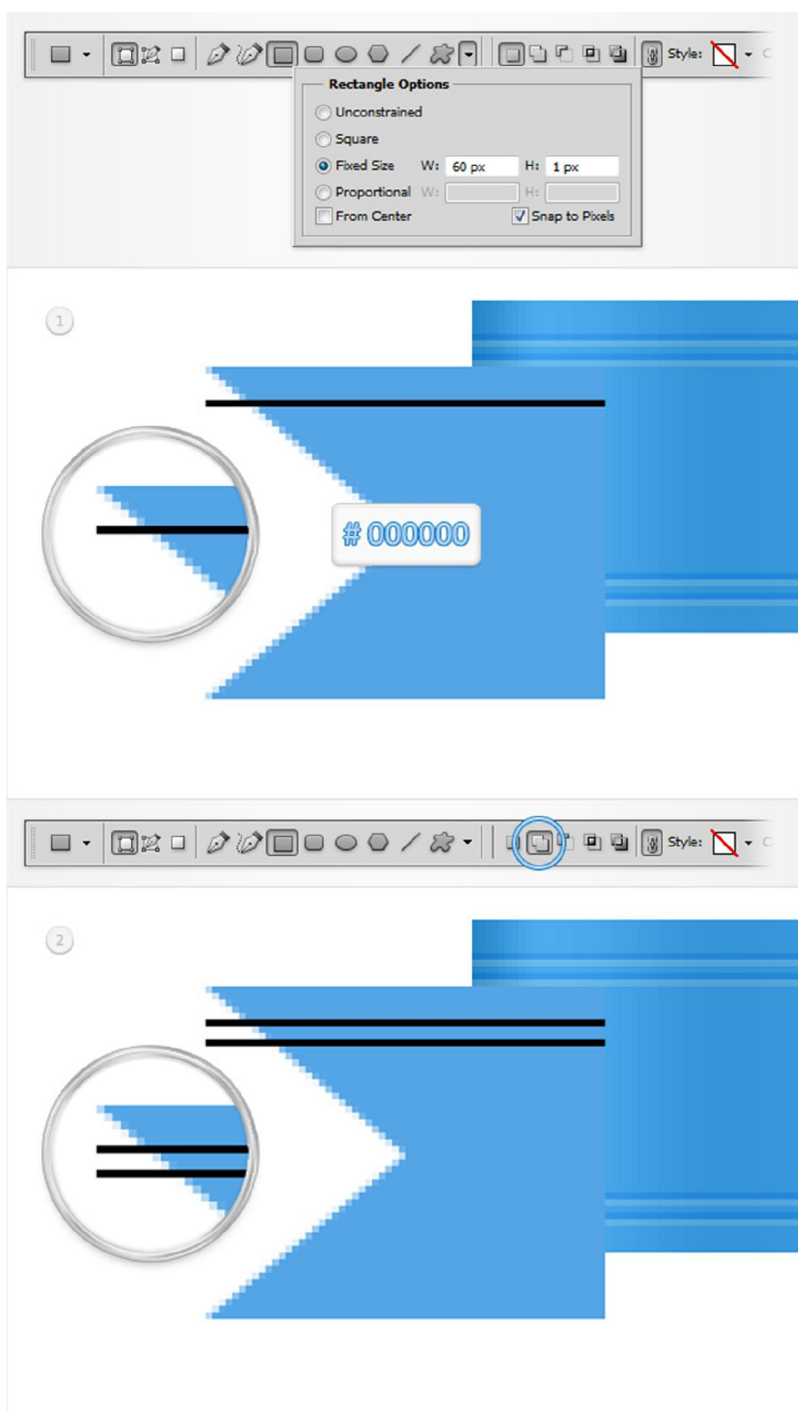 Style:
Rectangle Options
Unconstrained
Square
Fixed Size W: 60 px H: 1 px
Proportional W: H:
From Center Snap to Pixels
1
# 000000
Style:
2